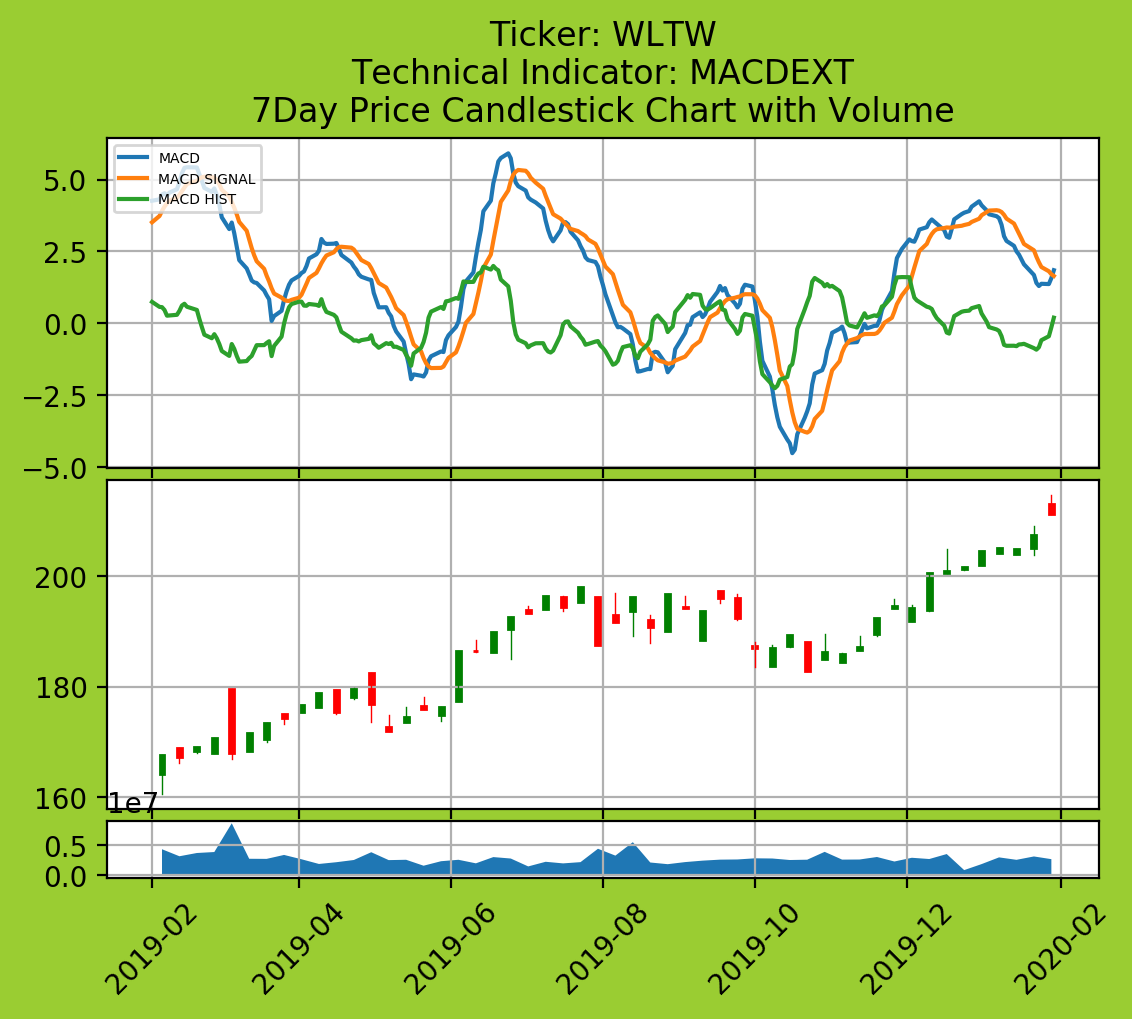 Ticker: WLTW
Technical Indicator: MACDEXT
7Day Price Candlestick Chart with Volume
MACD
MACD SIGNAL
MACD HIST
5.0
2.5
0.0
−2.5
−5.0
200
180
160
1e7
0.5
0.0
2019-02
2019-04
2019-06
2019-08
2019-10
2019-12
2020-02